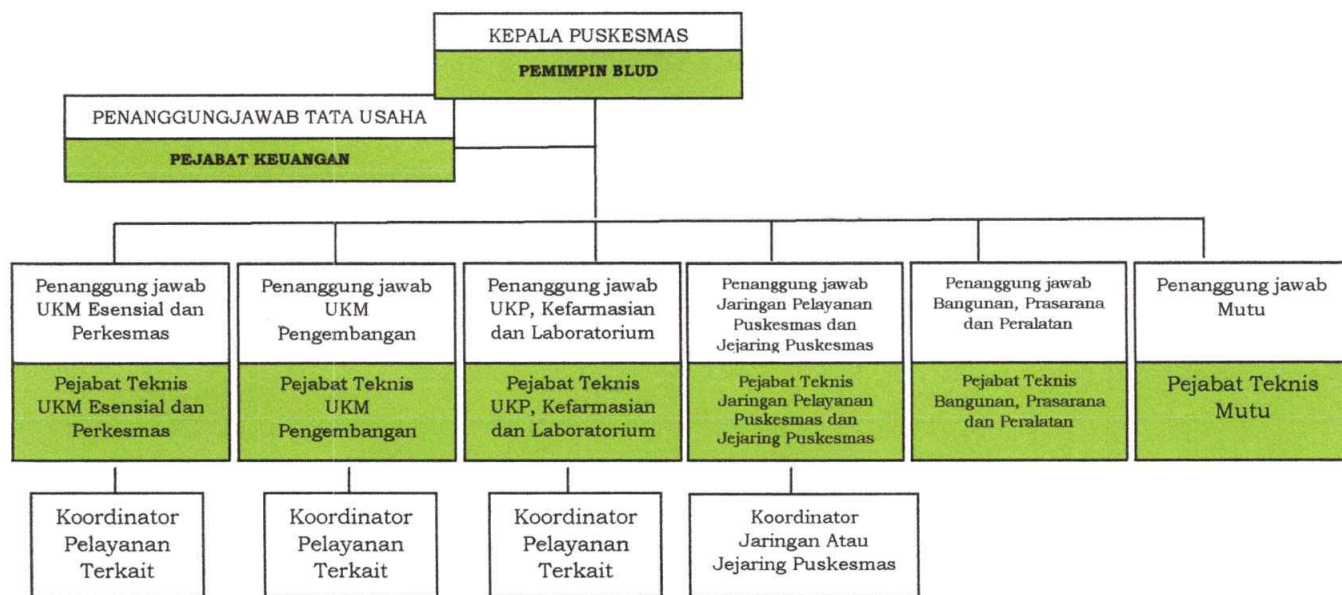 KEPALA PUSKESMAS
PEMIMPIN BLUD
PENANGGUNGJAWAB TATA USAHA
PEJABAT KEUANGAN
Penanggung jawab
UKM Esensial dan
Perkesmas
Pejabat Teknis
UKM Esensial dan
Perkesmas
Koordinator
Pelayanan
Terkait
Penanggung jawab
UKM
Pengembangan
Pejabat Teknis
UKM
Pengembangan
Koordinator
Pelayanan
Terkait
Penanggung jawab
UKP, Kefarmasian
dan Laboratorium
Pejabat Teknis
UKP, Kefarmasian
dan Laboratorium
Koordinator
Pelayanan
Terkait
Penanggung jawab
Jaringan Pelayanan
Puskesmas dan
Jejaring Puskesmas
Pejabat Teknis
Jaringan Pelayanan
Puskesmas dan
Jejaring Puskesmas
Koordinator
Jaringan Atau
Jejaring Puskesmas
Penanggung jawab
Bangunan, Prasarana
dan Peralatan
Pejabat Teknis
Bangunan, Prasarana
dan Peralatan
Penanggung jawab
Mutu
Pejabat Teknis
Mutu